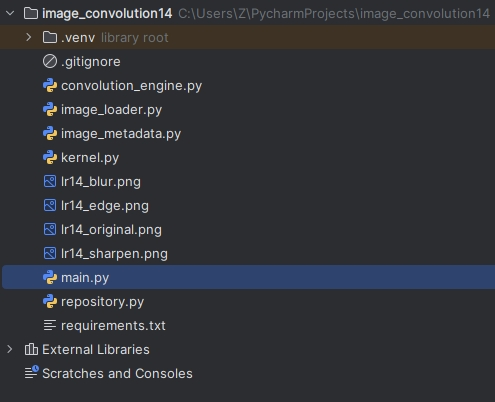 image_convolution14 C:\Users\Z\PycharmProjects\image_convolution14
.venv library root
.gitignore
convolution_engine.py
image_loader.py
image_metadata.py
kernel.py
lr14_blur.png
lr14_edge.png
lr14_original.png
lr14_sharpen.png
main.py
repository.py
requirements.txt
External Libraries
Scratches and Consoles